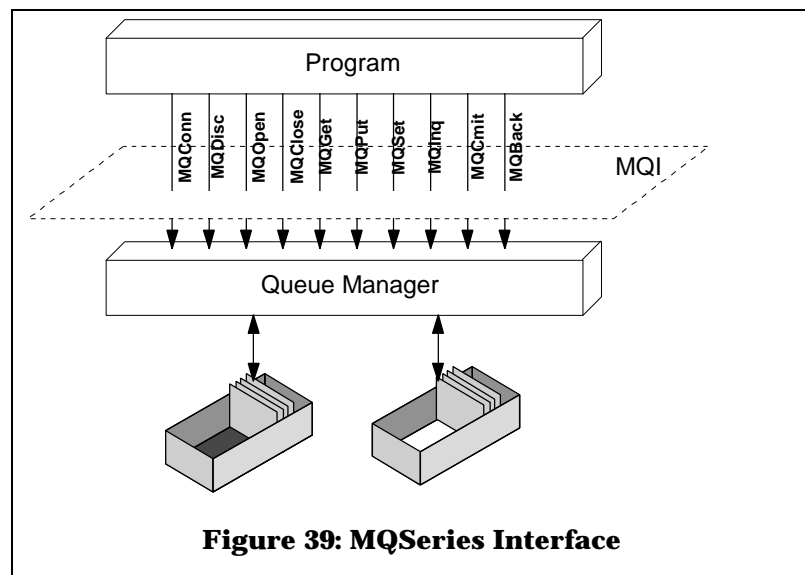 Program
MQConn
MQDisc
MQOpen
MQClose
MQGet
MQPut
MQSet
MQInq
MQCmit
MQBack
MQI
Queue Manager
Figure 39: MQSeries Interface